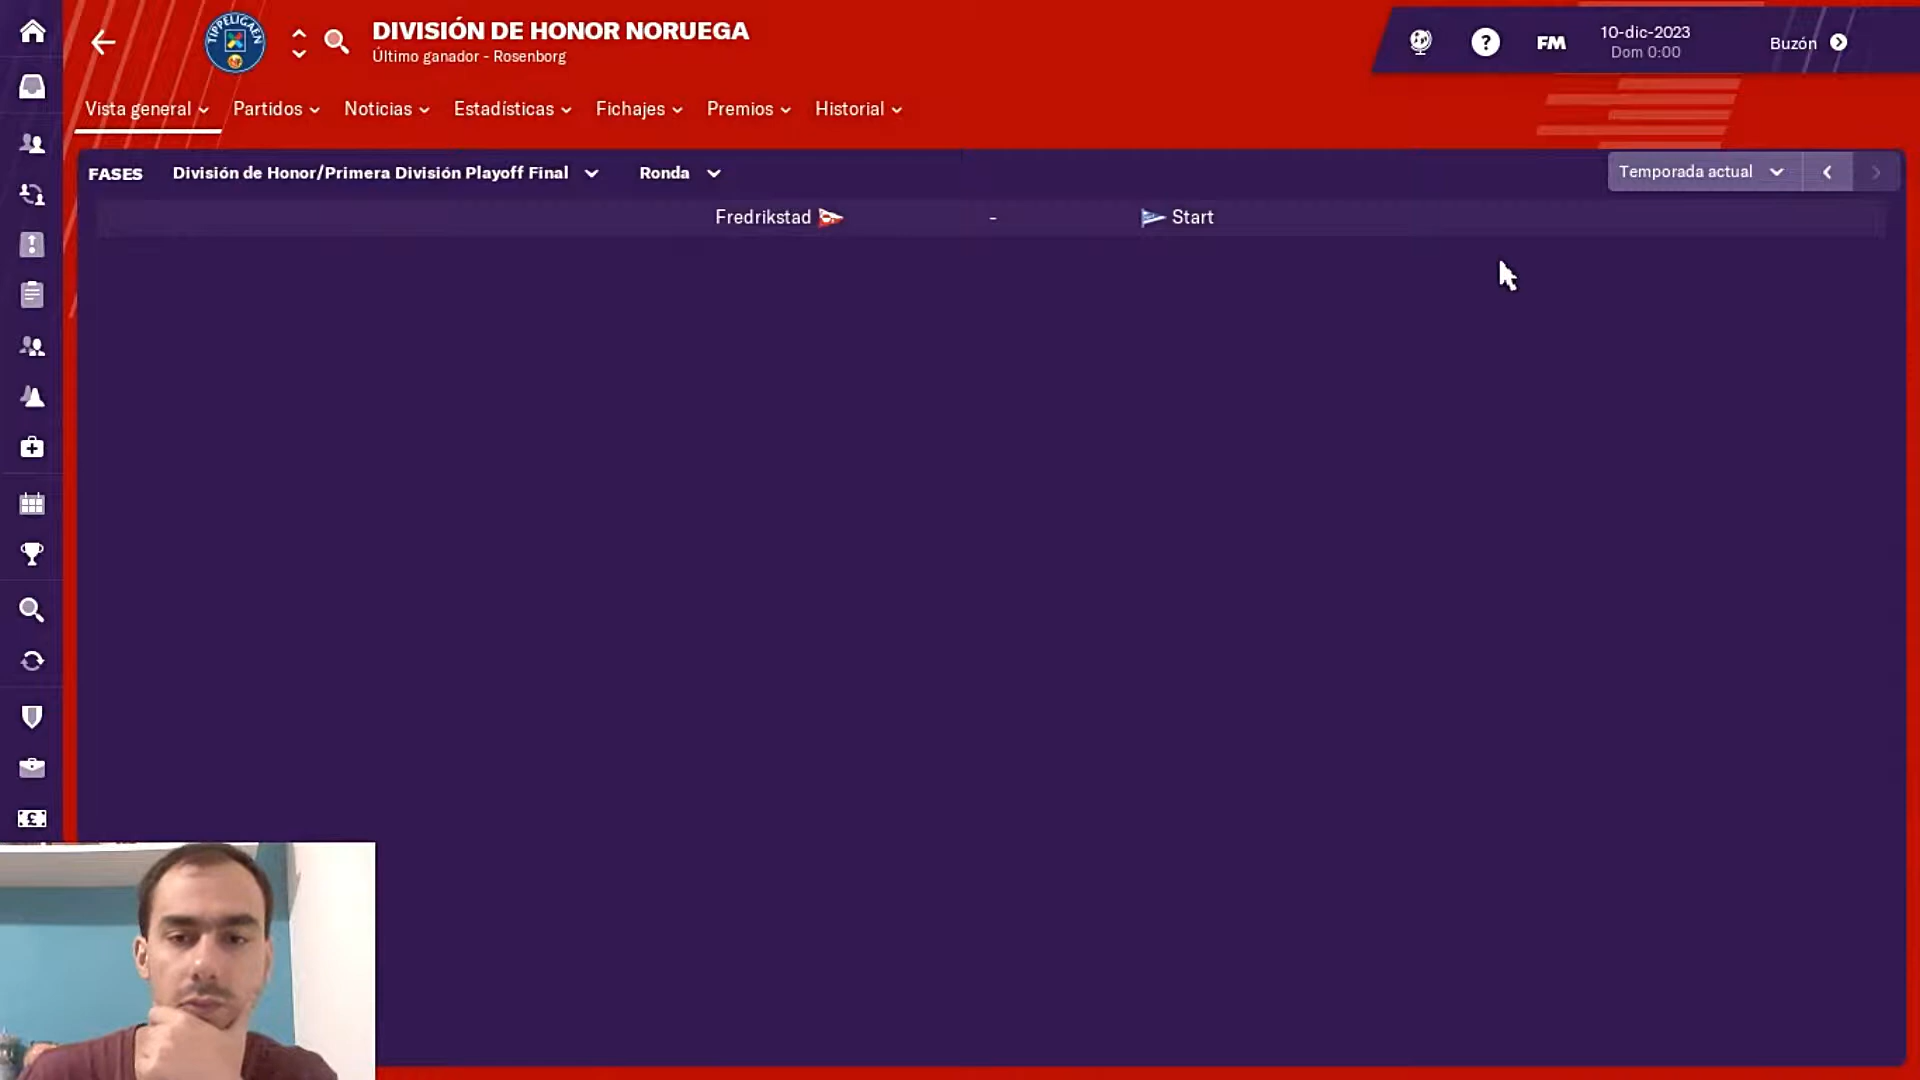 DIVISIÓN DE HONOR NORUEGA
Último ganador - Rosenborg
TIPPELIGAEN
?
FM
10-dic-2023
Dom 0:00
Buzón
Vista general
Partidos
Noticias
Estadísticas
Fichajes
Premios
Historial
FASES
División de Honor/Primera División Playoff Final
Ronda
Temporada actual
Fredrikstad - Start
£